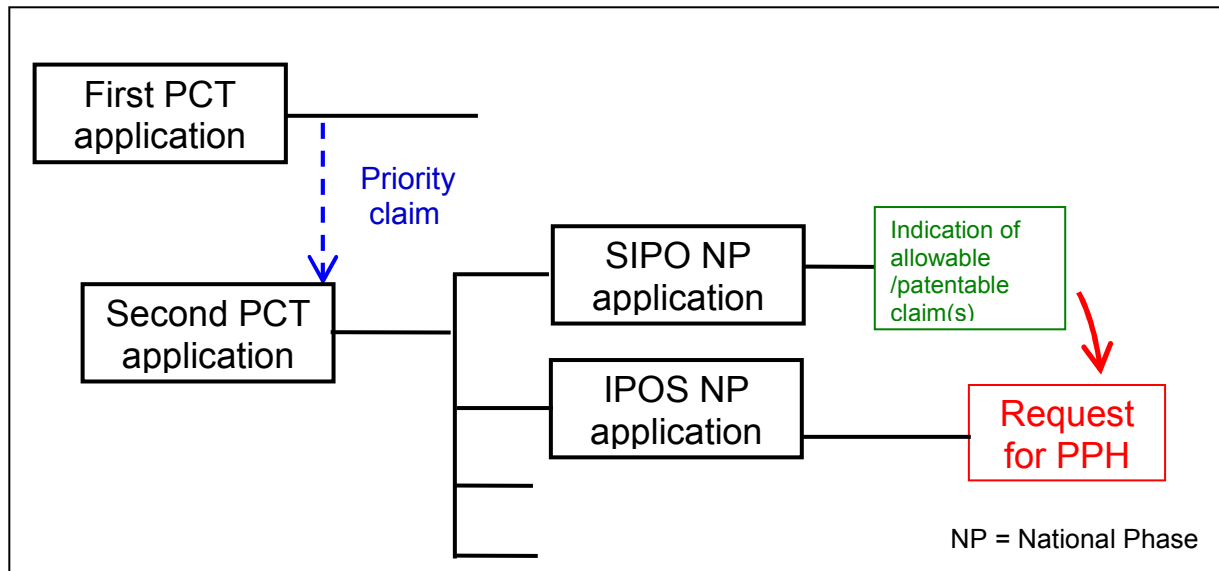 First PCT
application
Priority
claim
Second PCT
application
SIPO NP
application
Indication of
allowable
/patentable
claim(s)
IPOS NP
application
Request
for PPH
NP = National Phase